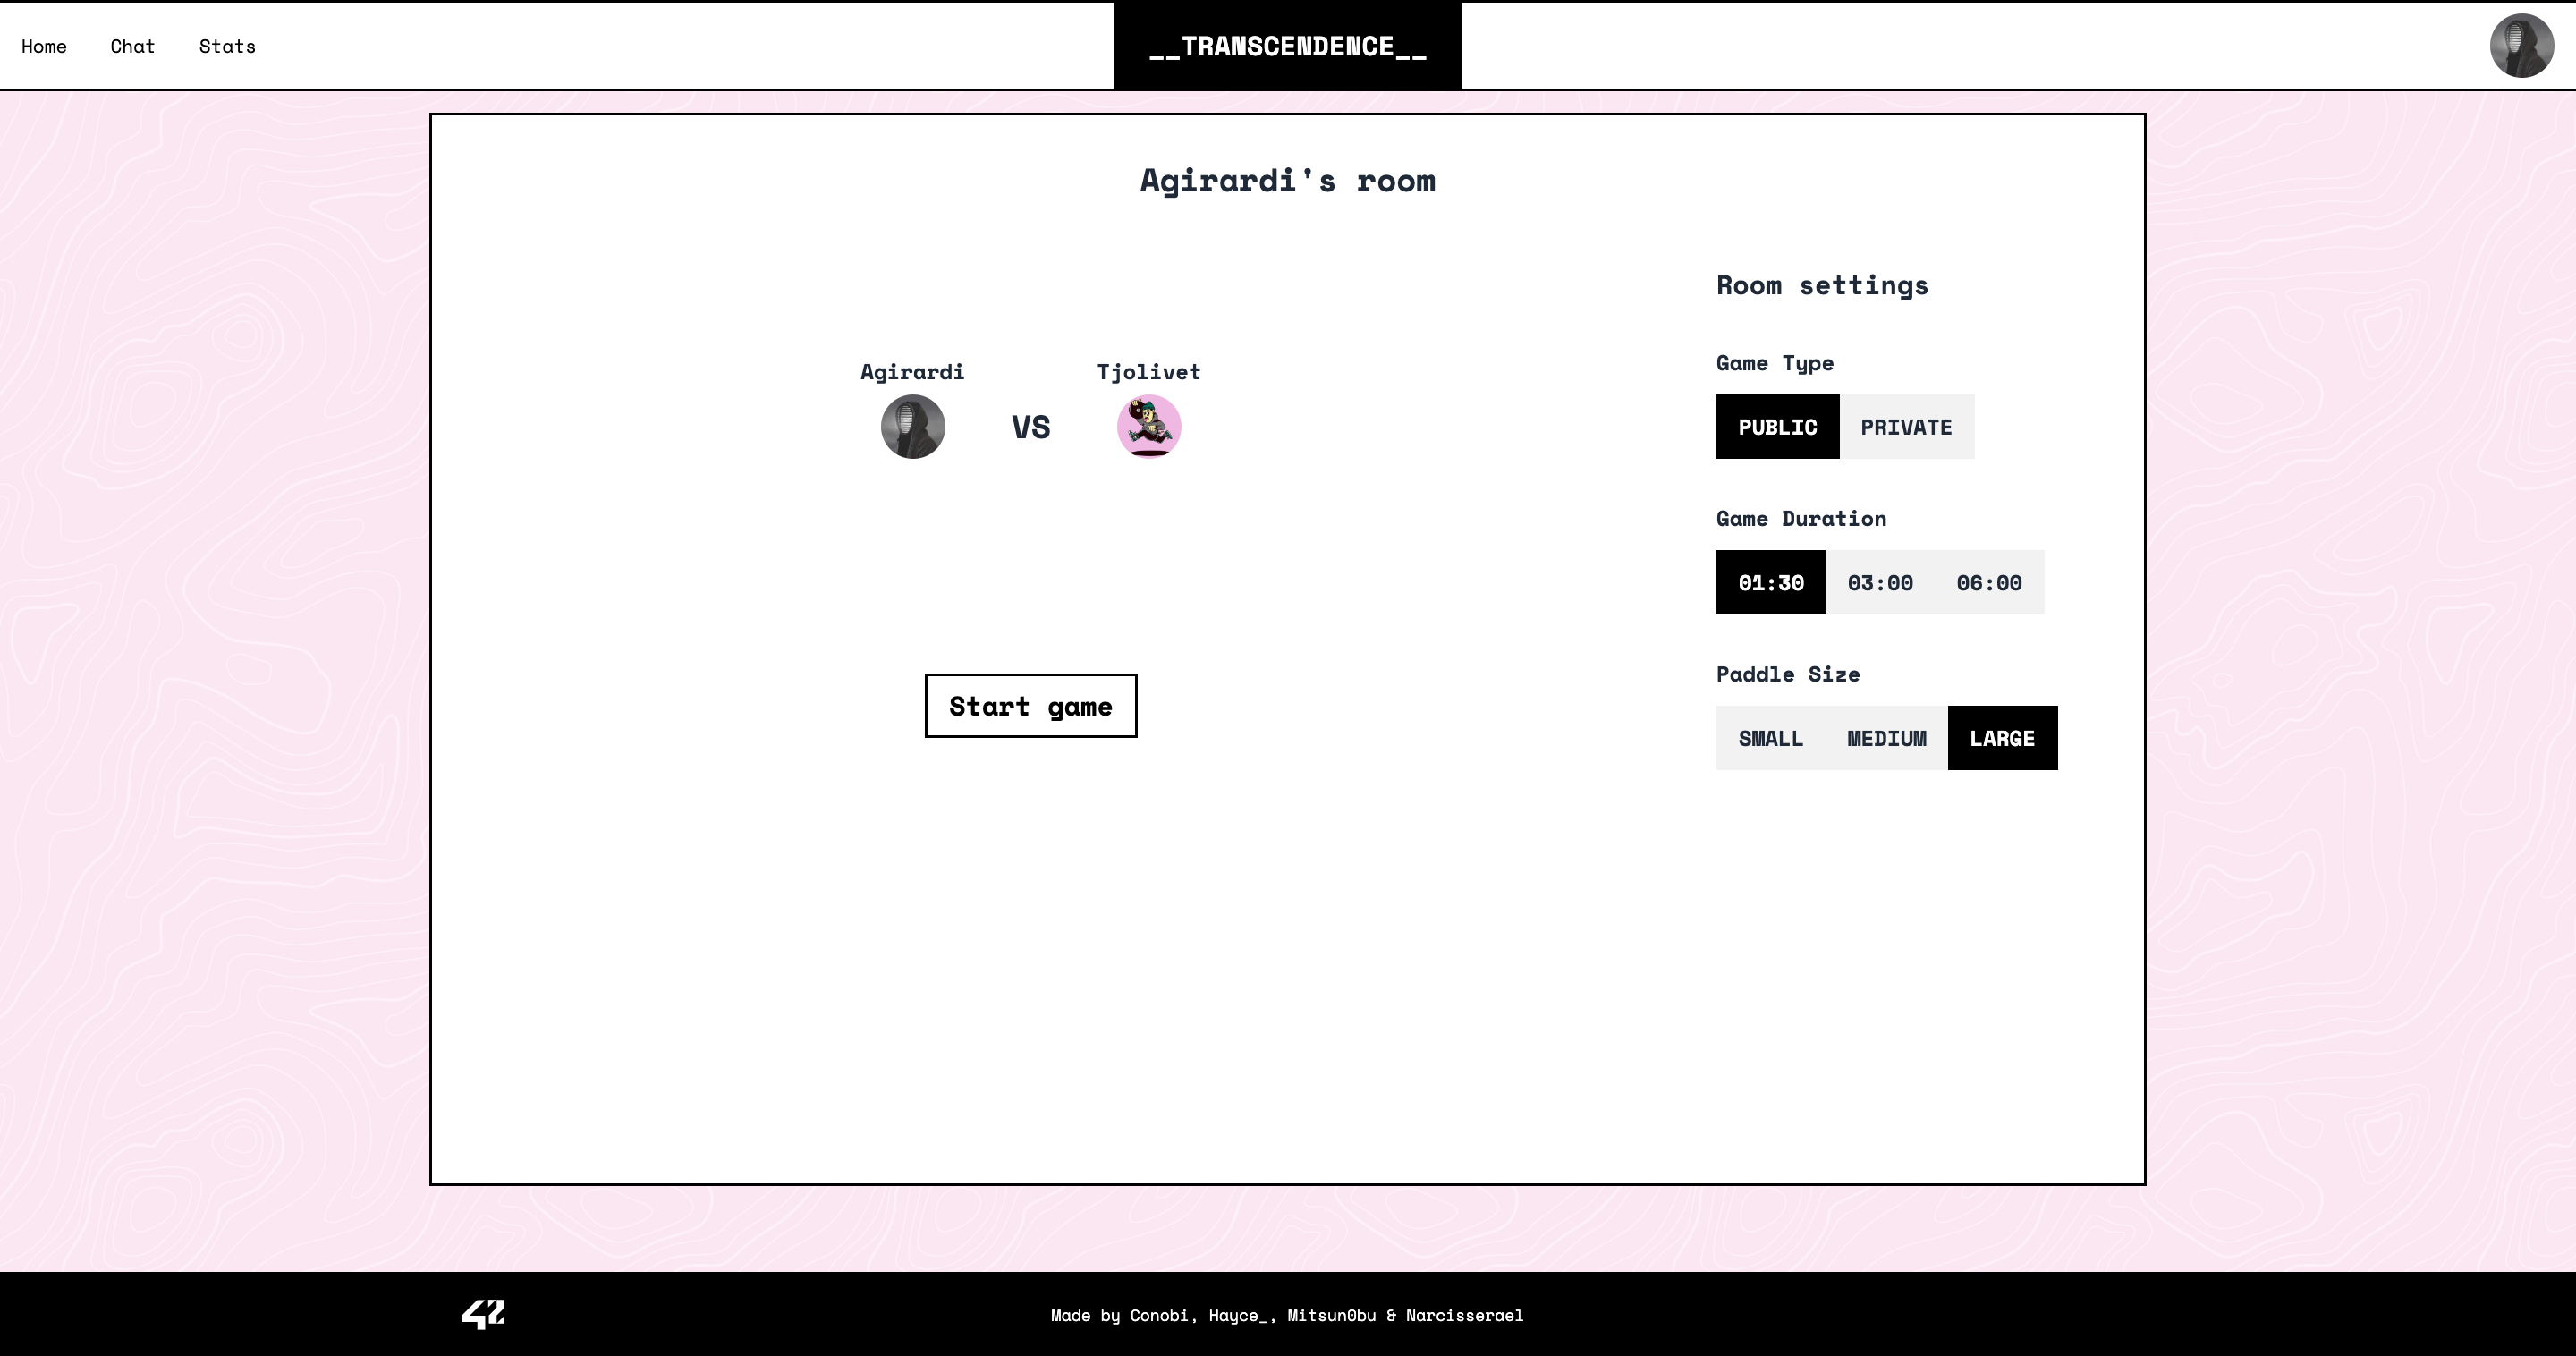 Home Chat Stats
__TRANSCENDENCE__
Agirardi's room
Agirardi
Tjolivet
VS
Start game
Room settings
Game Type
PUBLIC PRIVATE
Game Duration
01:30 03:00 06:00
Paddle Size
SMALL MEDIUM LARGE
42
Made by Conobi, Hayce_, Mitsun0bu & Narcisserael